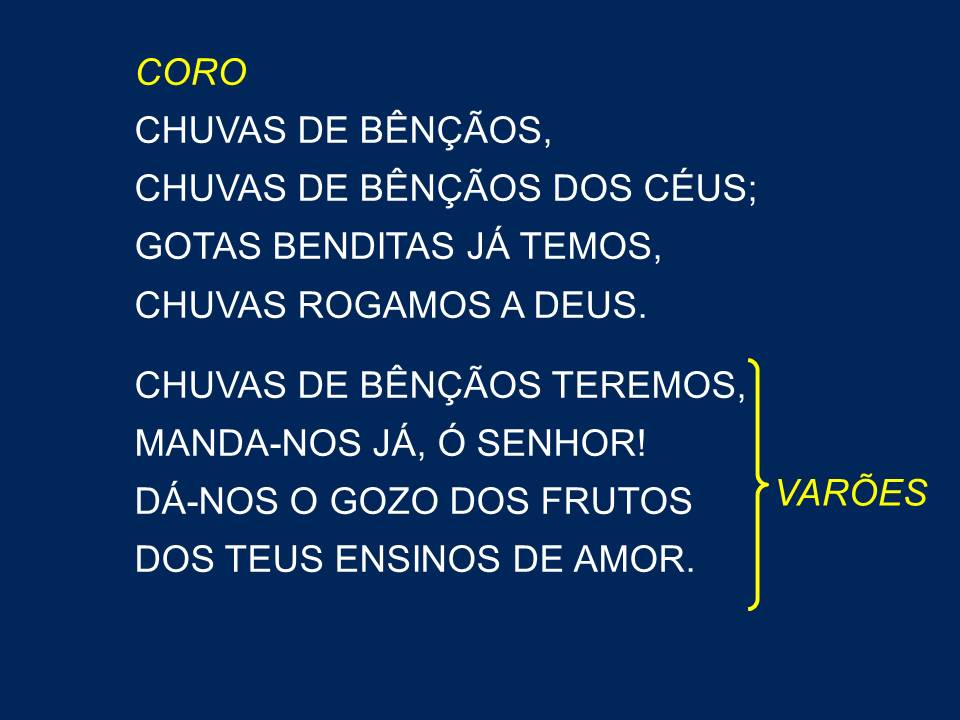 CORO
CHUVAS DE BÊNÇÃOS,
CHUVAS DE BÊNÇÃOS DOS CÉUS;
GOTAS BENDITAS JÁ TEMOS,
CHUVAS ROGAMOS A DEUS.
CHUVAS DE BÊNÇÃOS TEREMOS,
MANDA-NOS JÁ, Ó SENHOR!
DÁ-NOS O GOZO DOS FRUTOS
DOS TEUS ENSINOS DE AMOR.
VARÕES